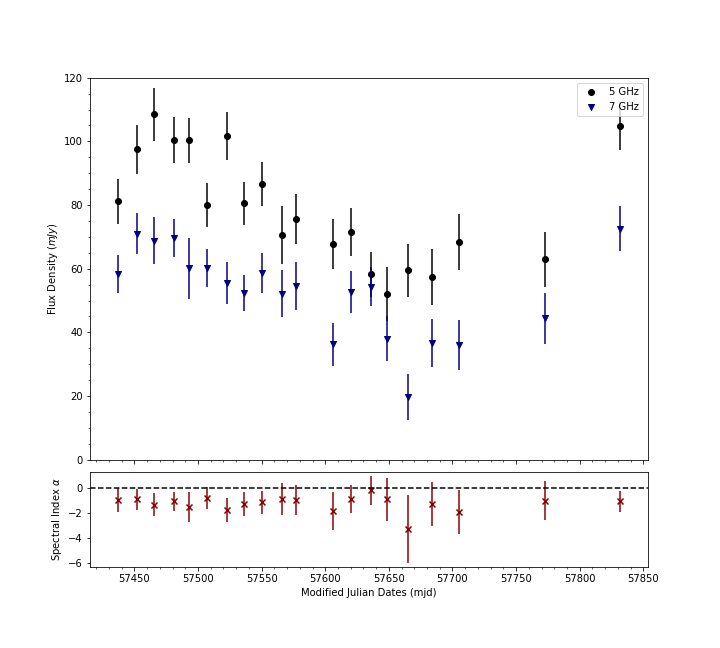 120
100
80
60
40
20
0
Flux Density (mJy)
5 GHz
7 GHz
0
−2
−4
−6
Spectral Index α
57450 57500 57550 57600 57650 57700 57750 57800 57850
Modified Julian Dates (mjd)